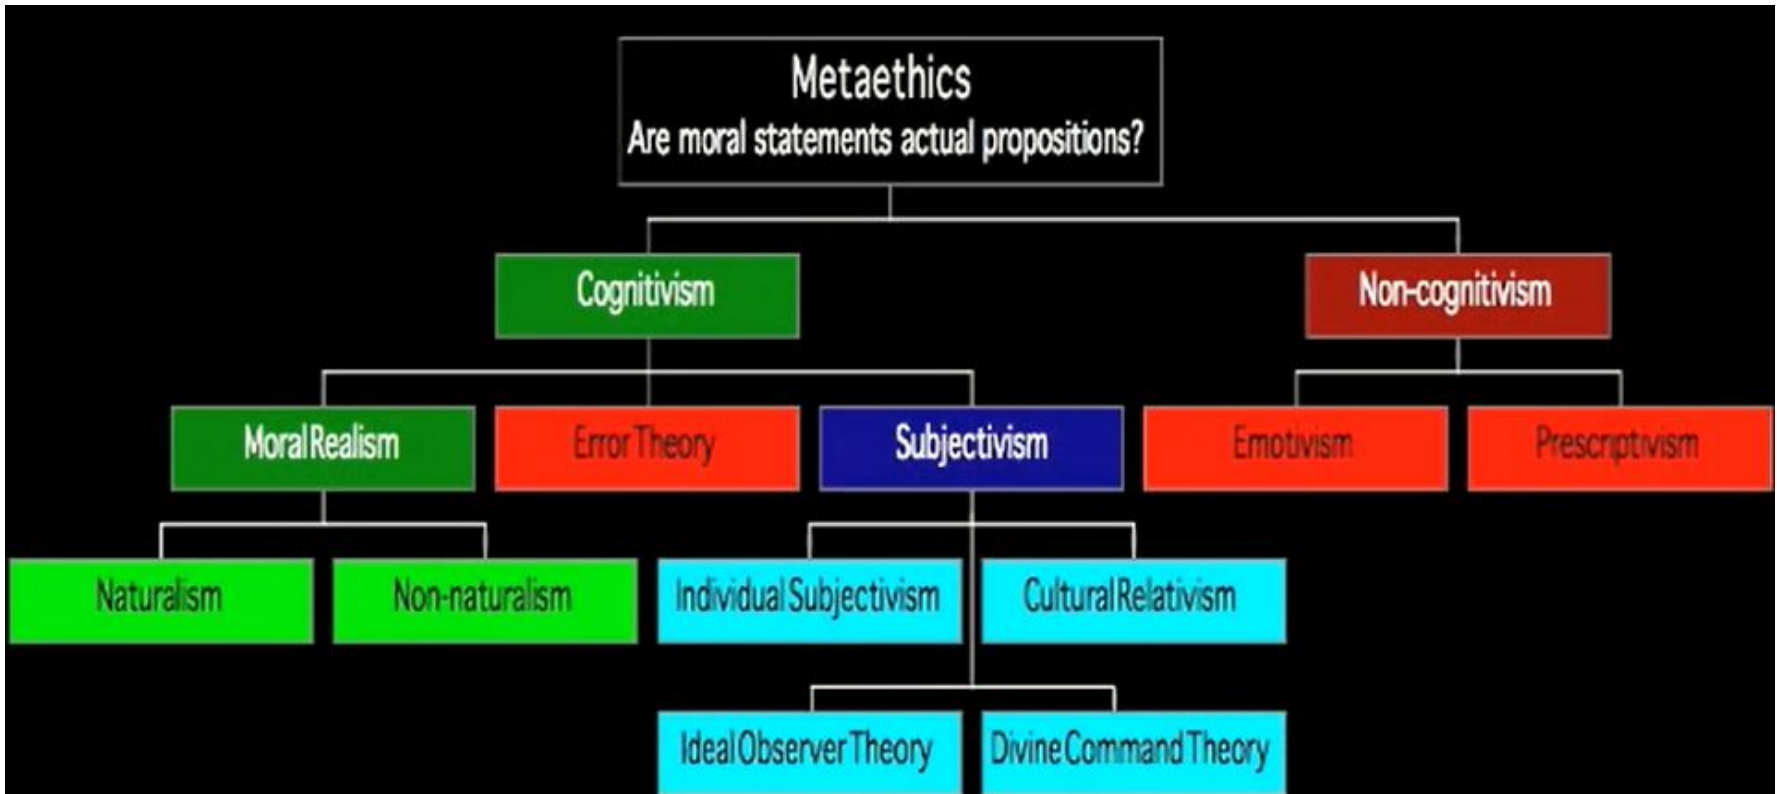 Metaethics
Are moral statements actual propositions?
Cognitivism
Non-cognitivism
Moral Realism
Error Theory
Subjectivism
Emotivism
Prescriptivism
Naturalism
Non-naturalism
Individual Subjectivism
Cultural Relativism
Ideal Observer Theory
Divine Command Theory